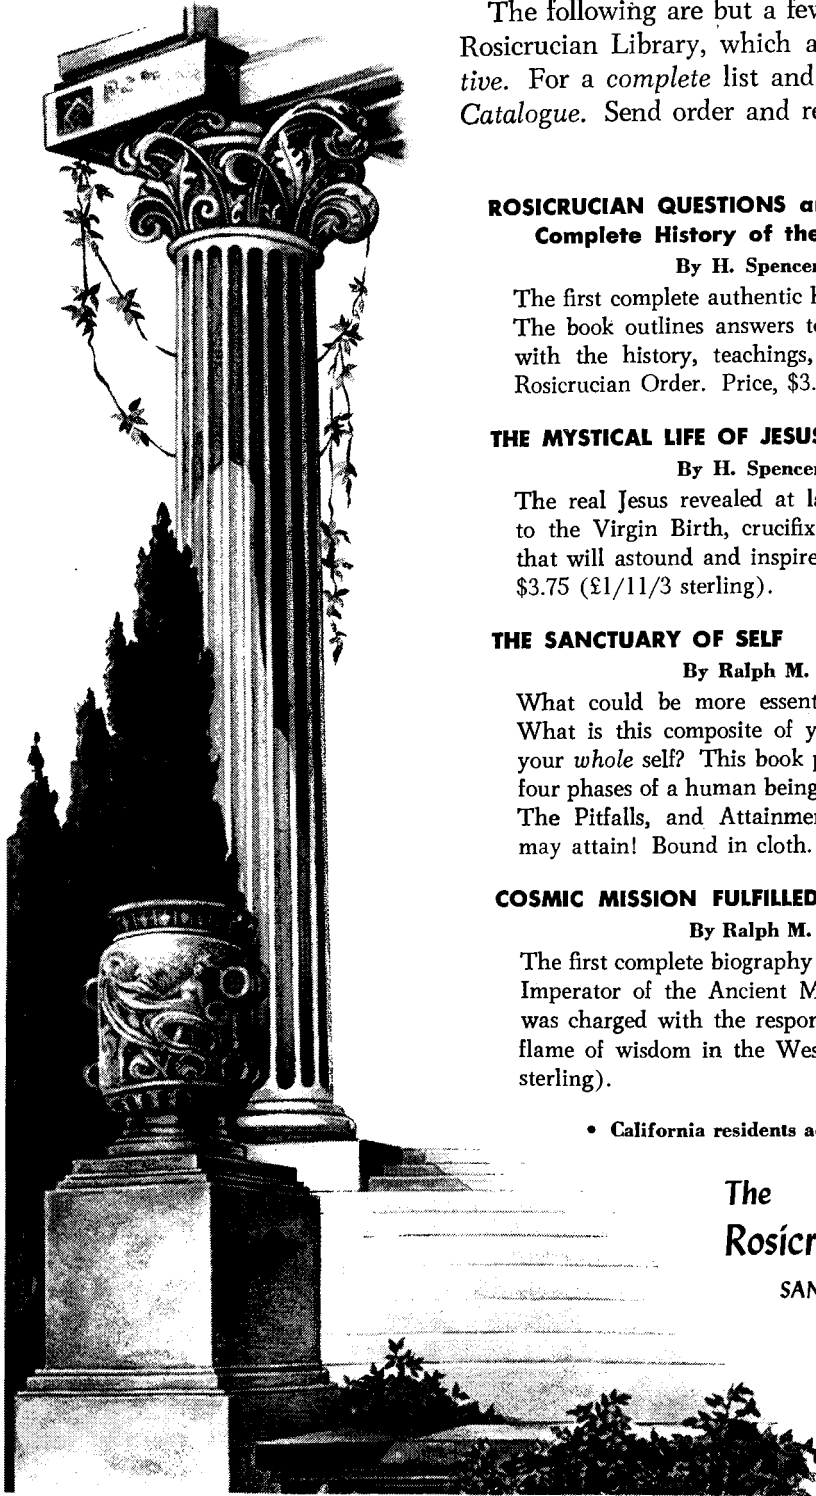 The following are but a few
Rosicrucian Library, which a
tive. For a complete list and
Catalogue. Send order and re
ROSICRUCIAN QUESTIONS a
Complete History of the
By H. Spencer
The first complete authentic
The book outlines answers t
with the history, teachings,
Rosicrucian Order. Price, $3.
THE MYSTICAL LIFE OF JESUS
By H. Spencer
The real Jesus revealed at l
to the Virgin Birth, crucifix
that will astound and inspire
$3.75 (£1/11/3 sterling).
THE SANCTUARY OF SELF
By Ralph M.
What could be more essent
What is this composite of y
your whole self? This book p
four phases of a human being
The Pitfalls, and Attainme
may attain! Bound in cloth.
COSMIC MISSION FULFILLED
By Ralph M.
The first complete biography
Imperator of the Ancient M
was charged with the respon
flame of wisdom in the Wes
sterling).
• California residents a
The
Rosicr
SAN